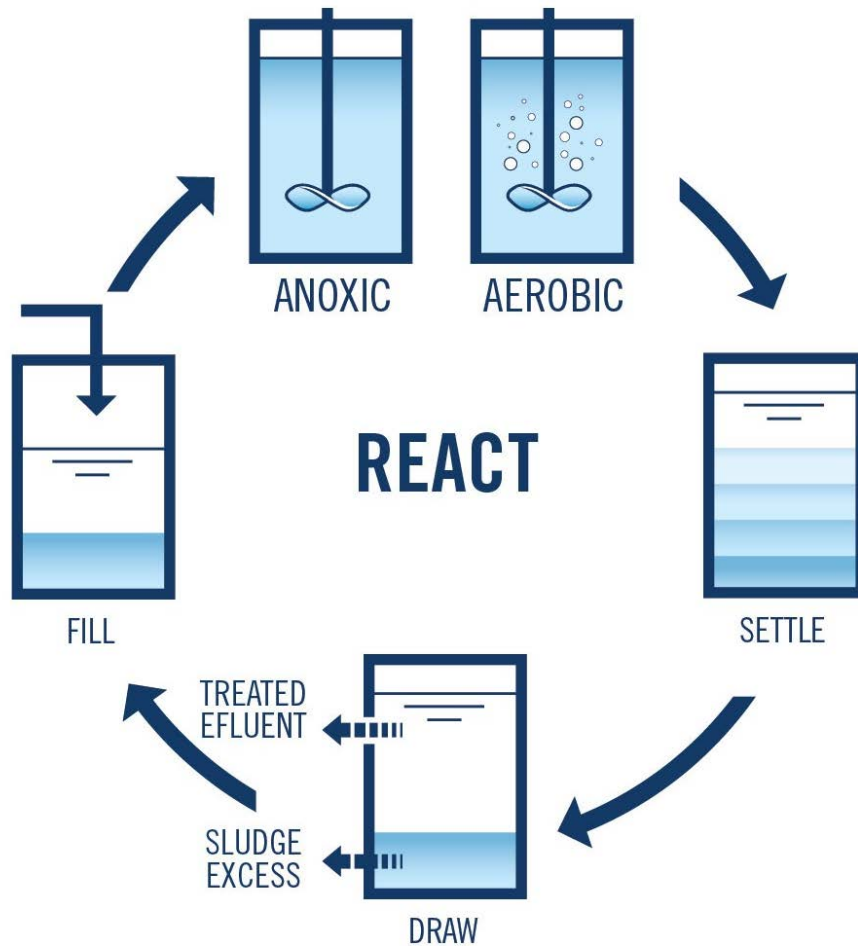 ANOXIC
AEROBIC
REACT
FILL
SETTLE
TREATED
EFLUENT
SLUDGE
EXCESS
DRAW